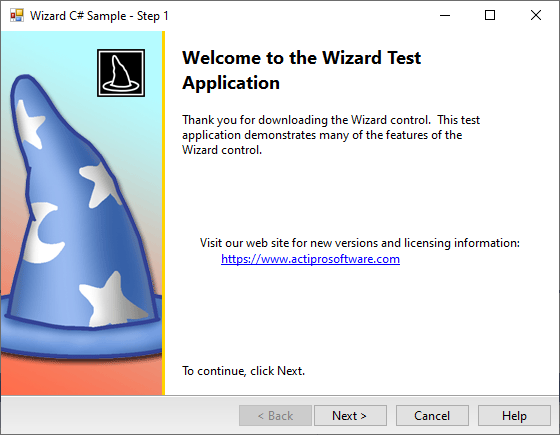 Wizard C# Sample - Step 1
Welcome to the Wizard Test
Application
Thank you for downloading the Wizard control.  This test
application demonstrates many of the features of the
Wizard control.
Visit our web site for new versions and licensing information:
https://www.actiprosoftware.com
To continue, click Next.
< Back
Next >
Cancel
Help